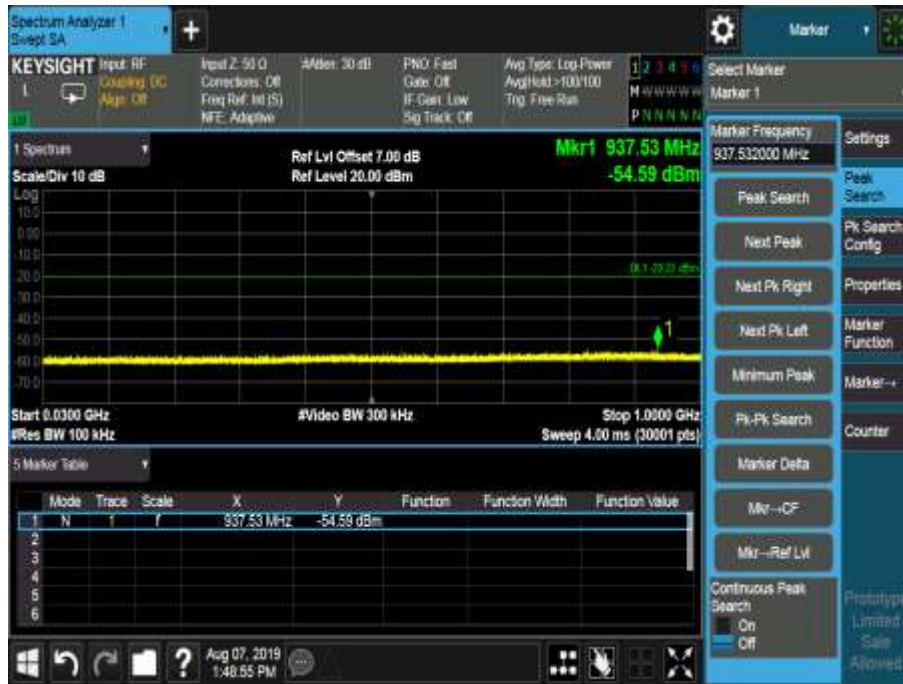 Spectrum Analyzer 1
Swept SA
+
Marker
KEYSIGHT Input: RF
Coupling: DC
Align: Off
Input Z: 50 Ω
Corrections: Off
Freq Ref: Int (S)
NFE: Adaptive
#Atten: 30 dB
PNO: Fast
Gate: Off
IF Gain: Low
Sig Track: Off
Avg Type: Log-Power
Avg|Hold:>100/100
Trig: Free Run
1 2 3 4 5 6
M W W W W W
P N N N N N
L
Select Marker
Marker 1
1 Spectrum
Scale/Div 10 dB
Ref Lvl Offset 7.00 dB
Ref Level 20.00 dBm
Mkr1 937.53 MHz
-54.59 dBm
Log
10.0
0.00
-10.0
-20.0
-30.0
-40.0
-50.0
-60.0
-70.0
1
Start 0.0300 GHz
#Res BW 100 kHz
#Video BW 300 kHz
Stop 1.0000 GHz
Sweep 4.00 ms (30001 pts)
5 Marker Table
Mode Trace Scale X Y Function Function Width Function Value
1 N 1 f 937.53 MHz -54.59 dBm
2
3
4
5
6
Marker Frequency
937.532000 MHz
Peak Search
Next Peak
Next Pk Right
Next Pk Left
Minimum Peak
Pk-Pk Search
Marker Delta
Mkr→CF
Mkr→Ref Lvl
Continuous Peak
Search
On
Off
Settings
Peak
Search
Pk Search
Config
Properties
Marker
Function
Marker→
Counter
Prototype
Limited
Sale
Allowed
?
Aug 07, 2019
1:48:55 PM